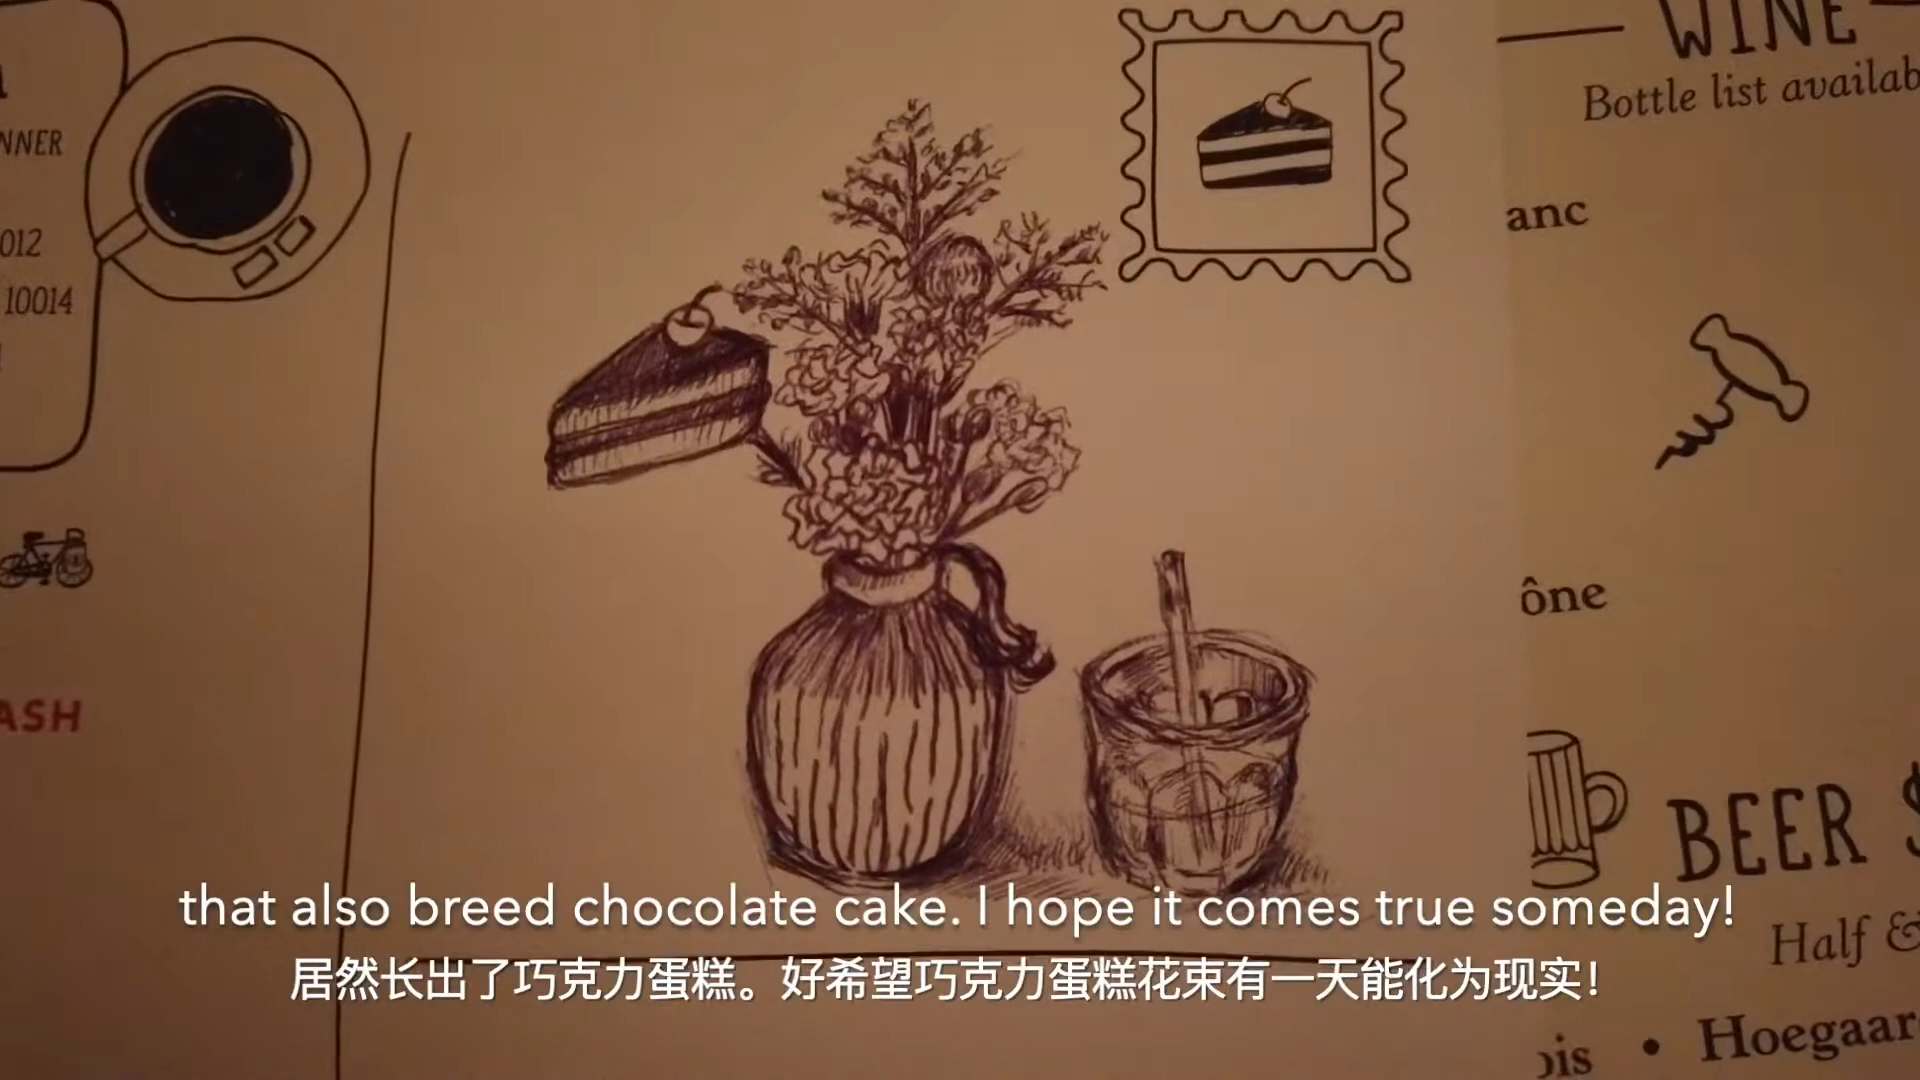 NNER
012
10014
ASH
WINE
Bottle list availab
anc
ône
BEER $
Half &
ois • Hoegaar
that also breed chocolate cake. I hope it comes true someday!
居然长出了巧克力蛋糕。好希望巧克力蛋糕花束有一天能化为现实！